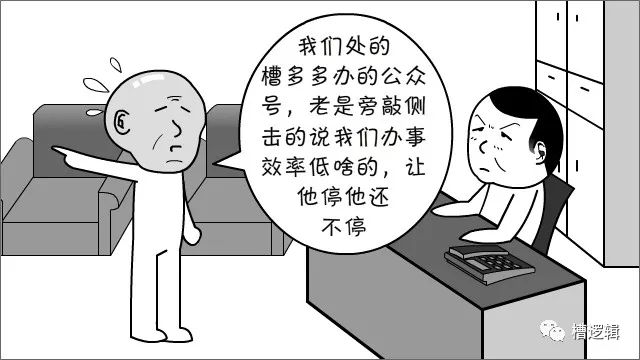 我们处的
槽多多办的公众
号，老是旁敲侧
击的说我们办事
效率低啥的，让
他停他还
不停
槽逻辑